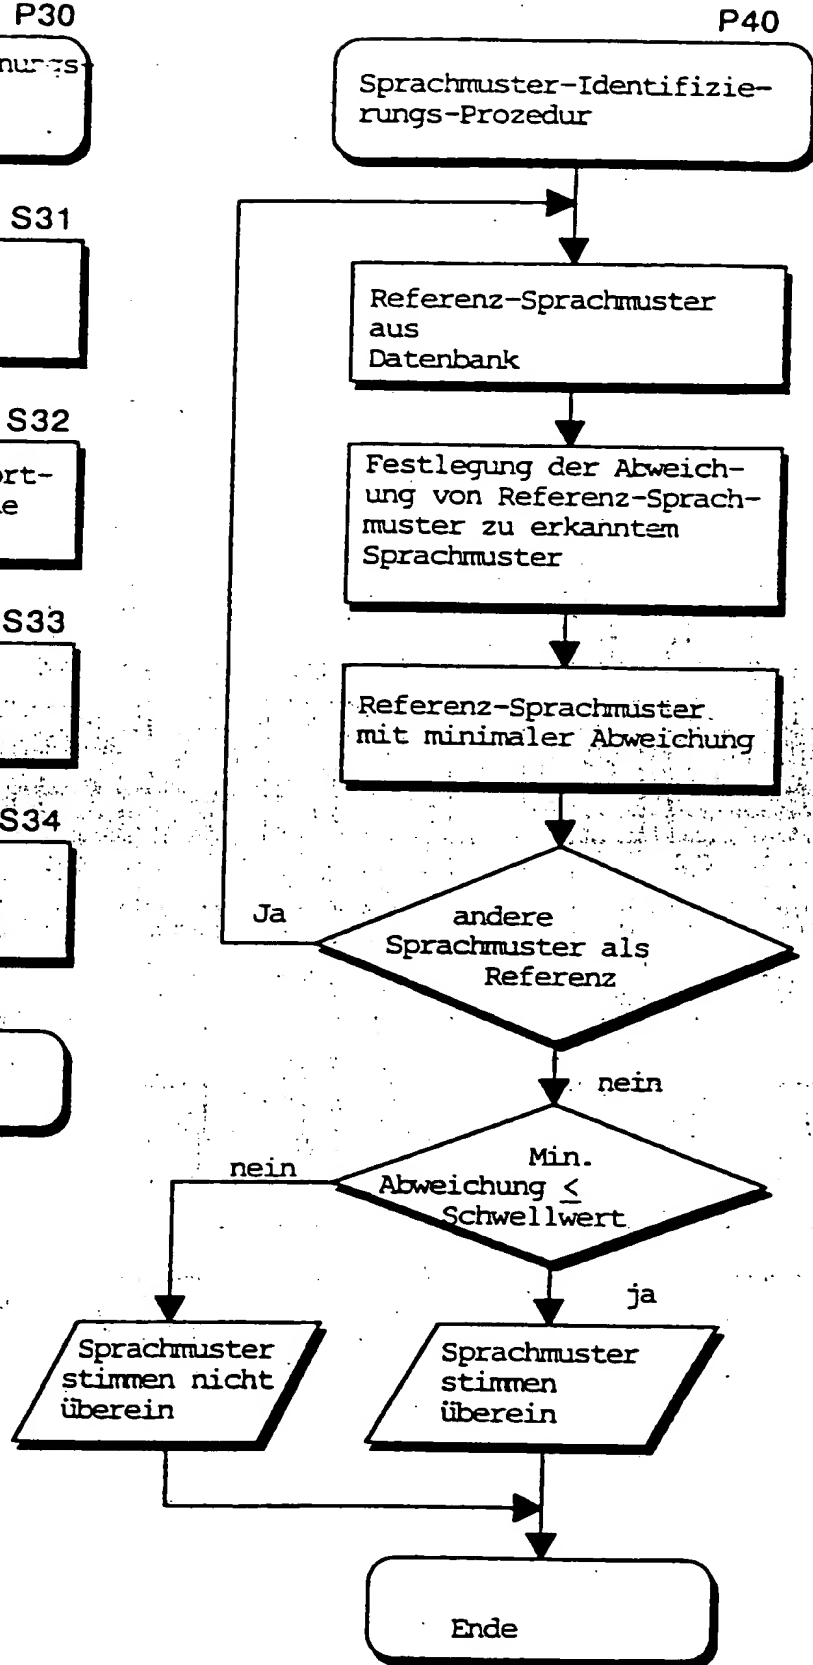 P30
P40
Sprachmuster-Identifizie-
rungs-Prozedur
S31
Referenz-Sprachmuster
aus
Datenbank
S32
ort-
Festlegung der Abweich-
ung von Referenz-Sprach-
muster zu erkanntem
Sprachmuster
S33
Referenz-Sprachmuster
mit minimaler Abweichung
S34
Ja
andere
Sprachmuster als
Referenz
nein
nein
Min.
Abweichung ≤
Schwellwert
ja
Sprachmuster
stimmen nicht
überein
Sprachmuster
stimmen
überein
Ende